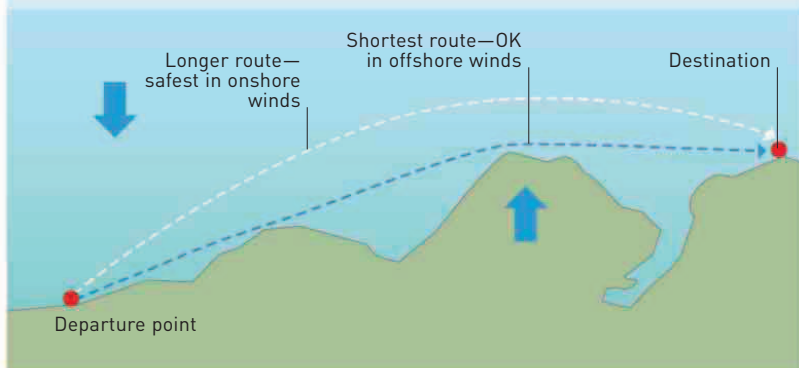 Longer route—
safest in onshore
winds
Shortest route—OK
in offshore winds
Destination
Departure point